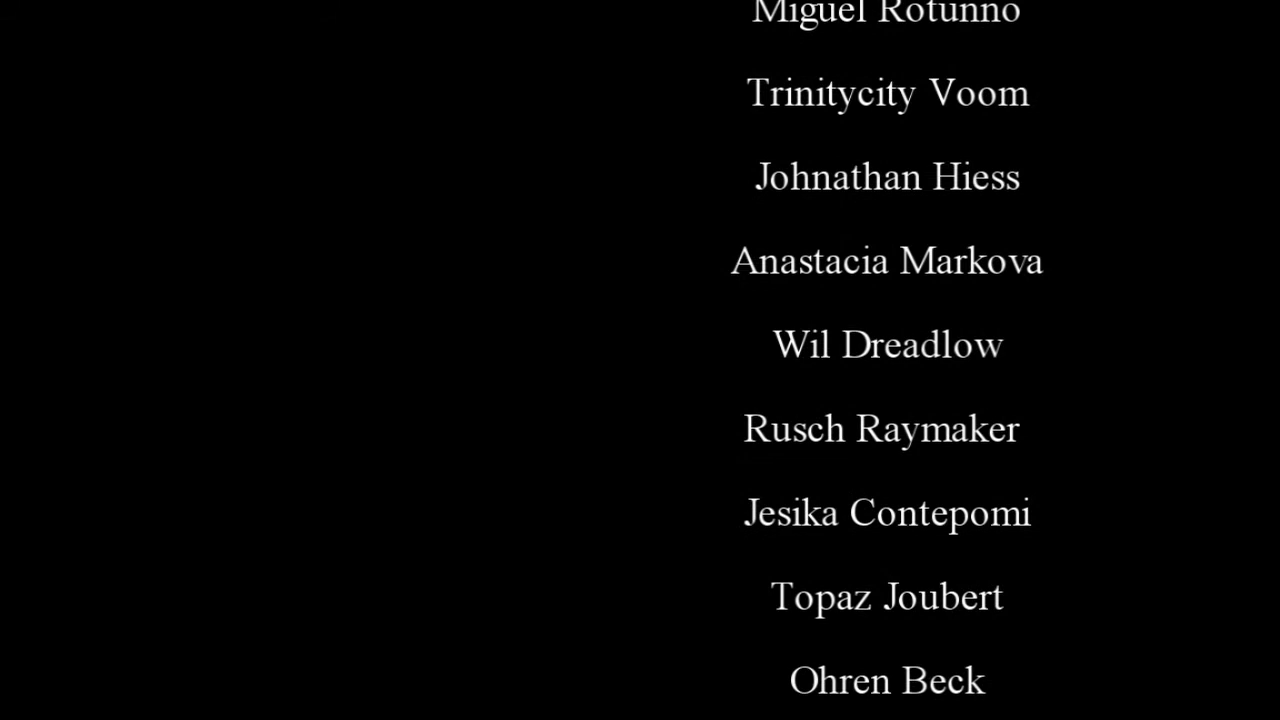 Miguel Rotunno
Trinitycity Voom
Johnathan Hiess
Anastacia Markova
Wil Dreadlow
Rusch Raymaker
Jesika Contepomi
Topaz Joubert
Ohren Beck